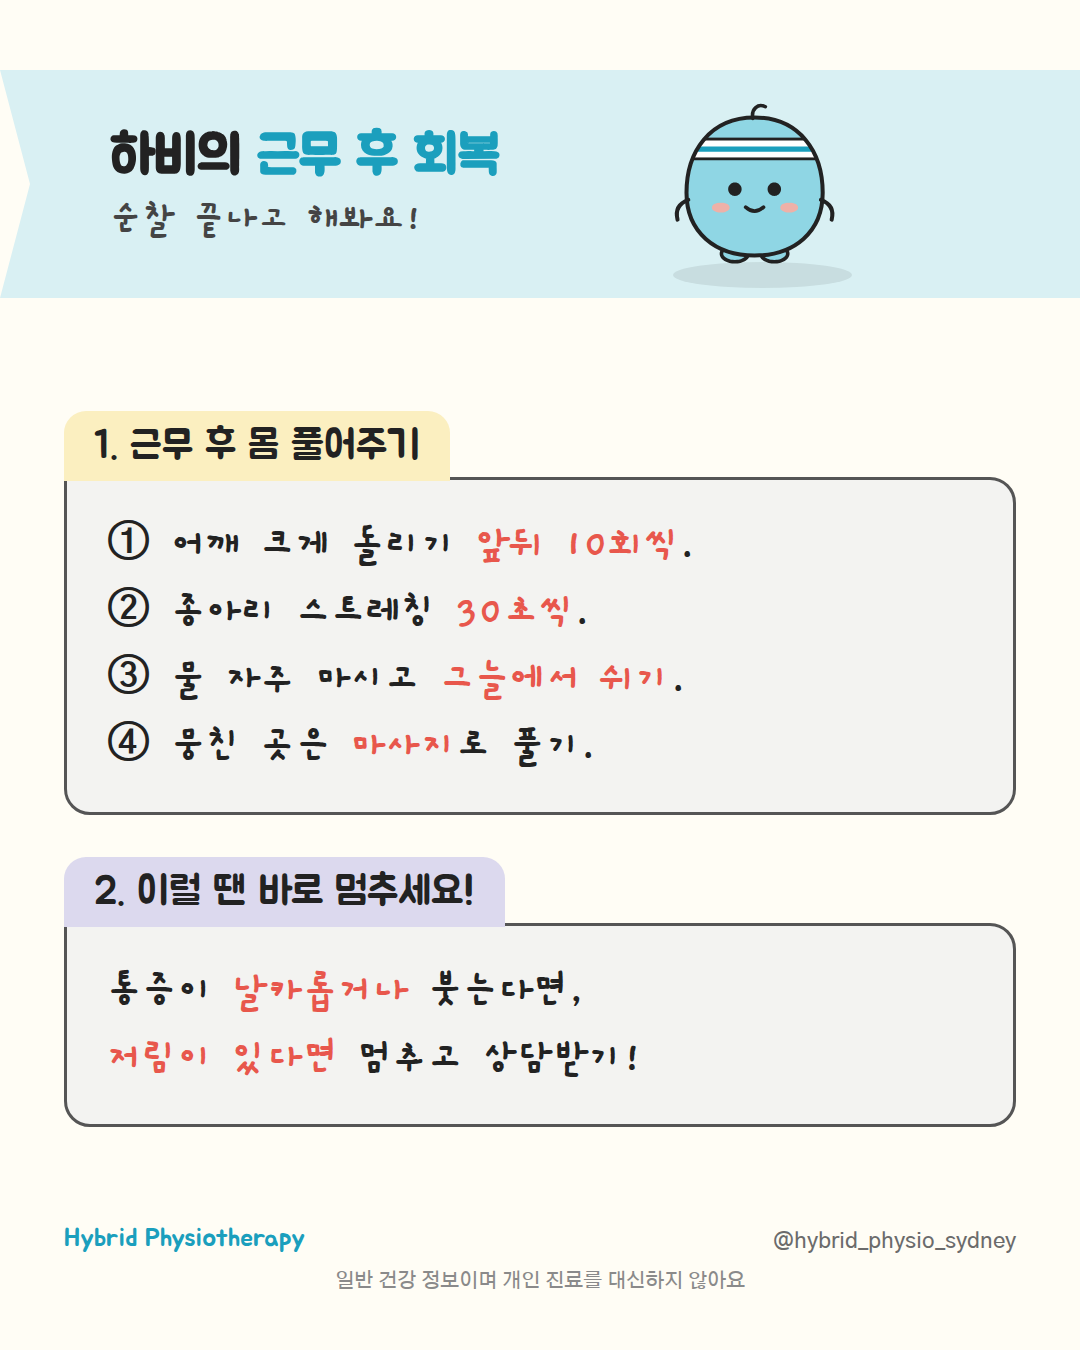 하비의 근무 후 회복
순찰 끝나고 해봐요!
1. 근무 후 몸 풀어주기
① 어깨 크게 돌리기 앞뒤 10회씩.
② 종아리 스트레칭 30초씩.
③ 물 자주 마시고 그늘에서 쉬기.
④ 뭉친 곳은 마사지로 풀기.
2. 이럴 땐 바로 멈추세요!
통증이 날카롭거나 붓는다면,
저림이 있다면 멈추고 상담받기!
Hybrid Physiotherapy
@hybrid_physio_sydney
일반 건강 정보이며 개인 진료를 대신하지 않아요